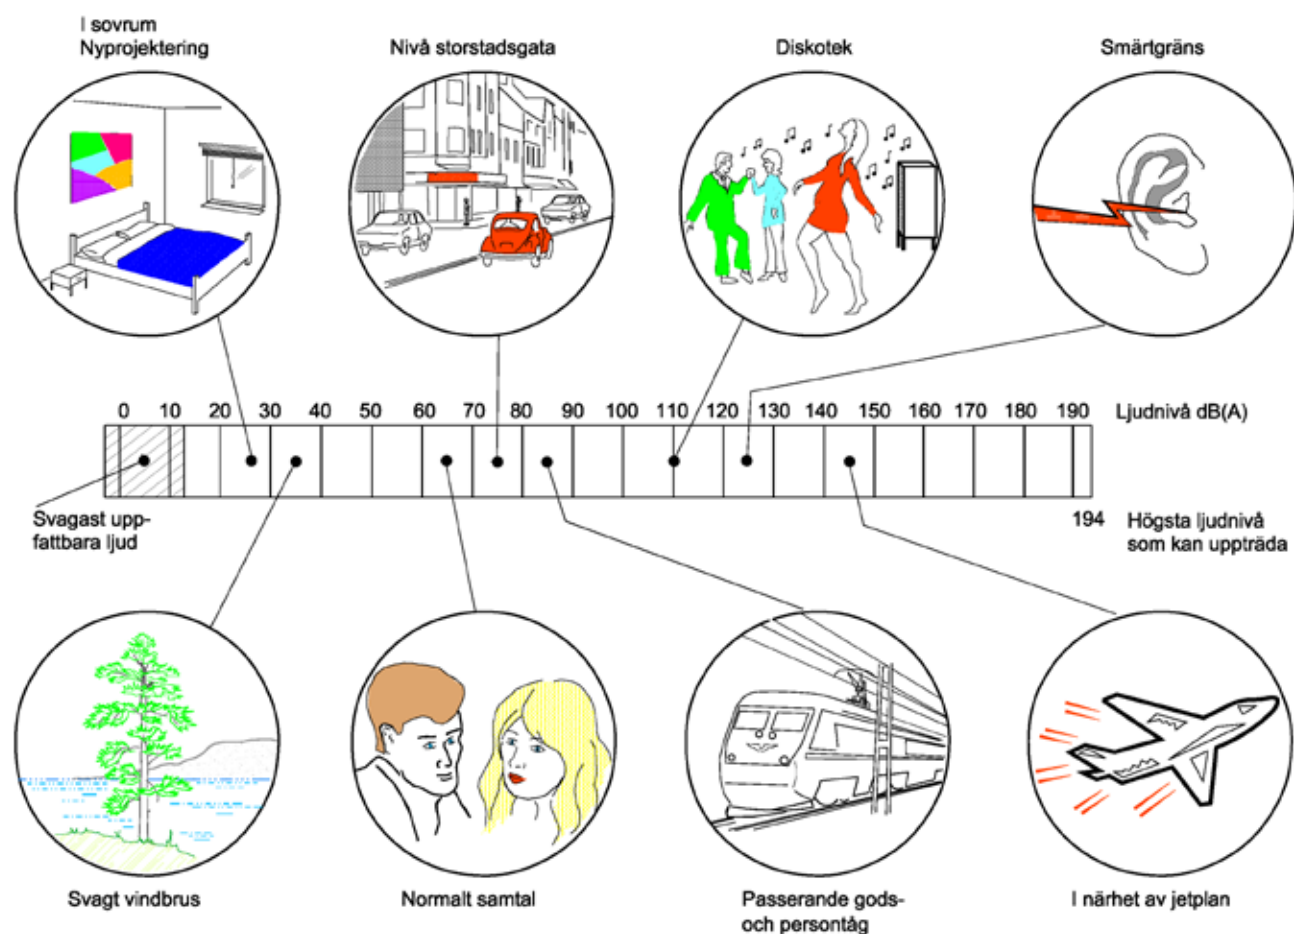 I sovrum
Nyprojektering
Nivå storstadsgata
Diskotek
Smärtgräns
0 10 20 30 40 50 60 70 80 90 100 110 120 130 140 150 160 170 180 190 Ljudnivå dB(A)
Svagast upp-
fattbara ljud
194
Högsta ljudnivå
som kan uppträda
Svagt vindbrus
Normalt samtal
Passerande gods-
och persontåg
I närhet av jetplan